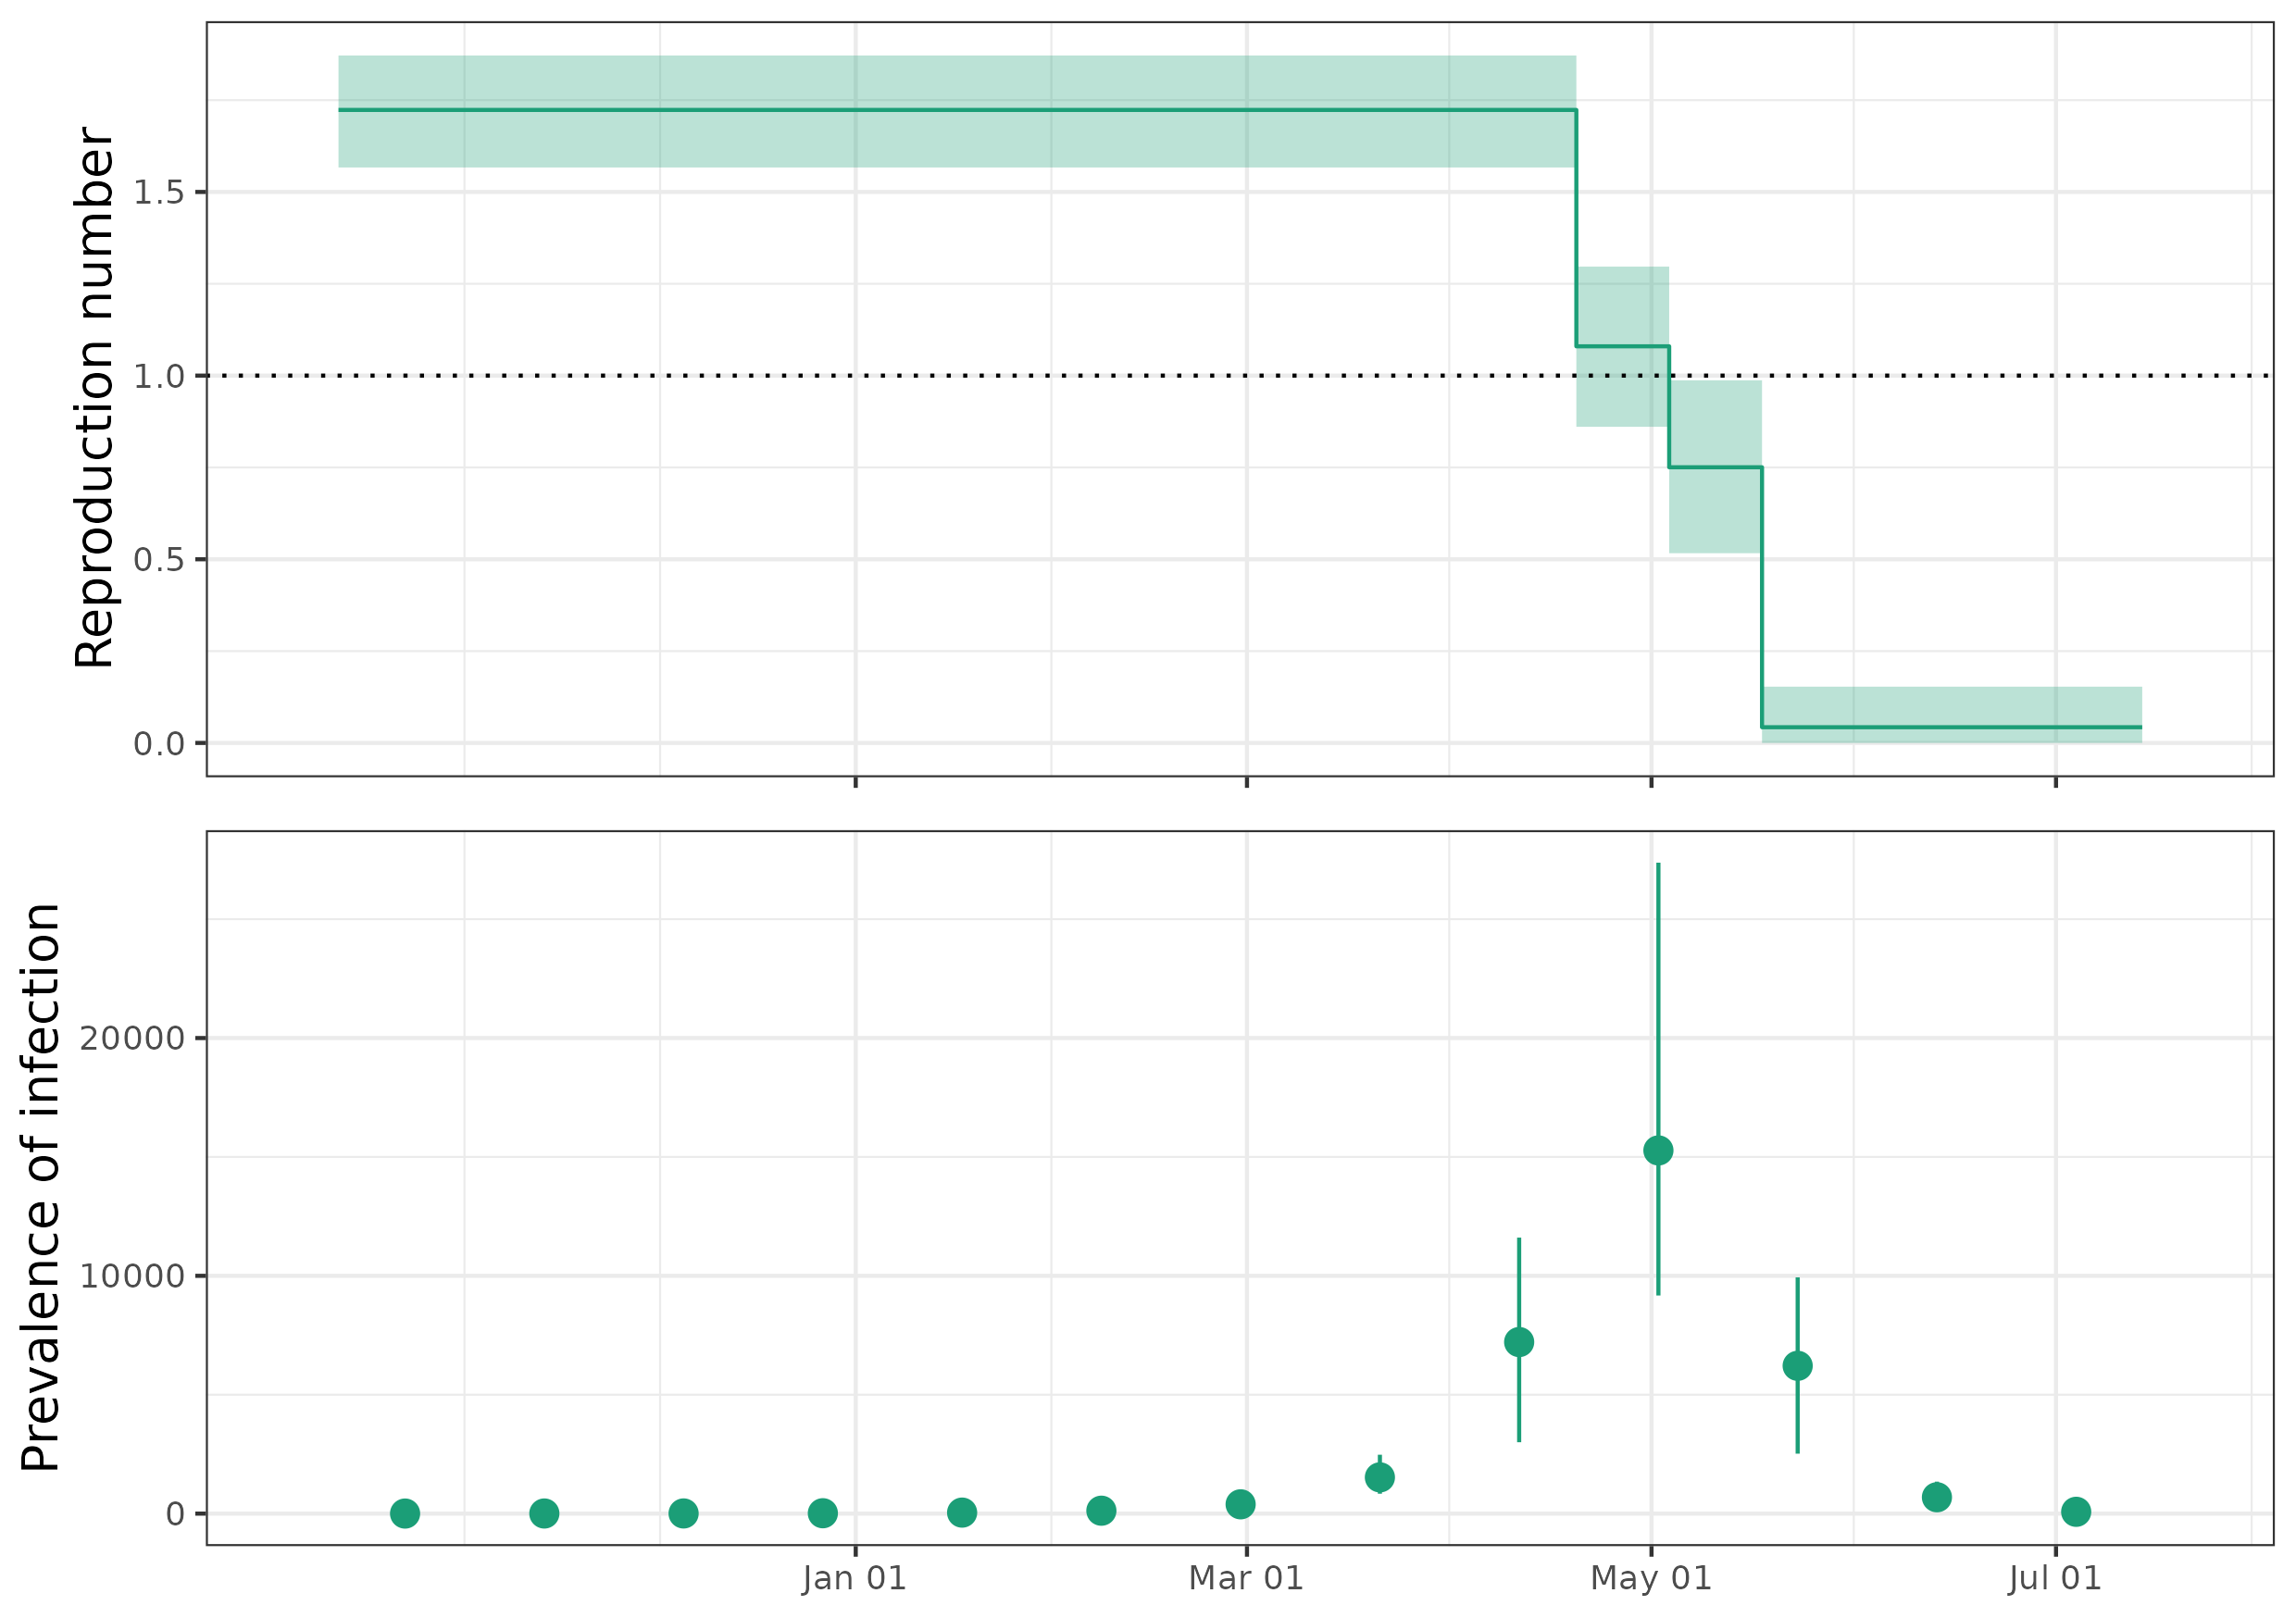 Reproduction number
1.5
1.0
0.5
0.0
Prevalence of infection
20000
10000
0
Jan 01
Mar 01
May 01
Jul 01